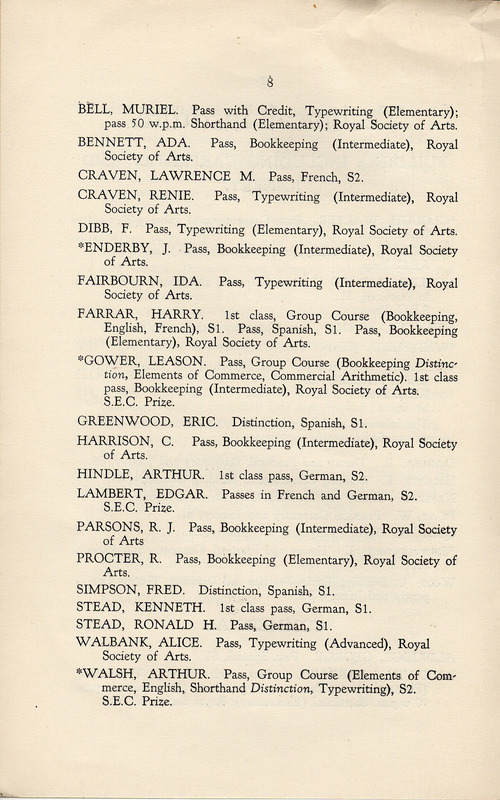 8
BELL, MURIEL. Pass with Credit, Typewriting (Elementary);
pass 50 w.p.m. Shorthand (Elementary); Royal Society of Arts.
BENNETT, ADA. Pass, Bookkeeping (Intermediate), Royal
Society of Arts.
CRAVEN, LAWRENCE M. Pass, French, S2.
CRAVEN, RENIE. Pass, Typewriting (Intermediate), Royal
Society of Arts.
DIBB, F. Pass, Typewriting (Elementary), Royal Society of Arts.
*ENDERBY, J. Pass, Bookkeeping (Intermediate), Royal Society
of Arts.
FAIRBOURN, IDA. Pass, Typewriting (Intermediate), Royal
Society of Arts.
FARRAR, HARRY. 1st class, Group Course (Bookkeeping,
English, French), S1. Pass, Spanish, S1. Pass, Bookkeeping
(Elementary), Royal Society of Arts.
*GOWER, LEASON. Pass, Group Course (Bookkeeping Distinc-
tion, Elements of Commerce, Commercial Arithmetic). 1st class
pass, Bookkeeping (Intermediate), Royal Society of Arts.
S.E.C. Prize.
GREENWOOD, ERIC. Distinction, Spanish, S1.
HARRISON, C. Pass, Bookkeeping (Intermediate), Royal Society
of Arts.
HINDLE, ARTHUR. 1st class pass, German, S2.
LAMBERT, EDGAR. Passes in French and German, S2.
S.E.C. Prize.
PARSONS, R. J. Pass, Bookkeeping (Intermediate), Royal Society
of Arts
PROCTER, R. Pass, Bookkeeping (Elementary), Royal Society of
Arts.
SIMPSON, FRED. Distinction, Spanish, S1.
STEAD, KENNETH. 1st class pass, German, S1.
STEAD, RONALD H. Pass, German, S1.
WALBANK, ALICE. Pass, Typewriting (Advanced), Royal
Society of Arts.
*WALSH, ARTHUR. Pass, Group Course (Elements of Com-
merce, English, Shorthand Distinction, Typewriting), S2.
S.E.C. Prize.